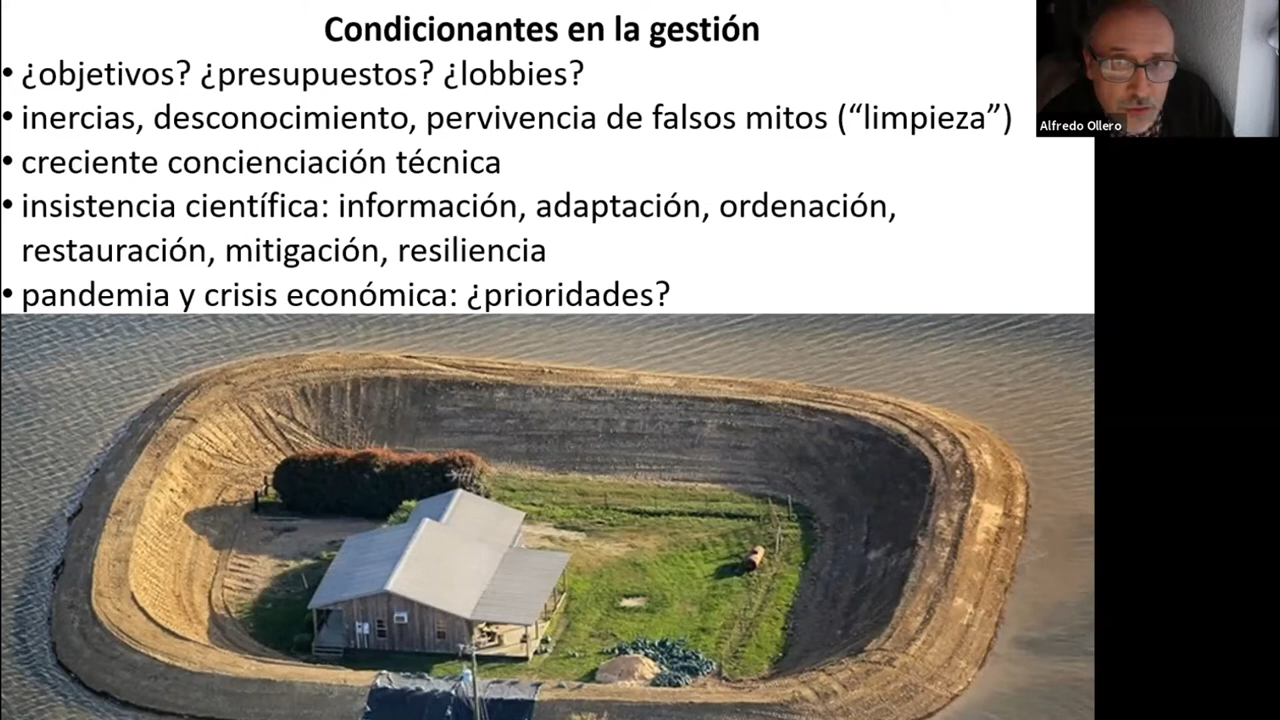 Condicionantes en la gestión
• ¿objetivos? ¿presupuestos? ¿lobbies?
• inercias, desconocimiento, pervivencia de falsos mitos (“limpieza”)
• creciente concienciación técnica
• insistencia científica: información, adaptación, ordenación,
restauración, mitigación, resiliencia
• pandemia y crisis económica: ¿prioridades?
Alfredo Ollero